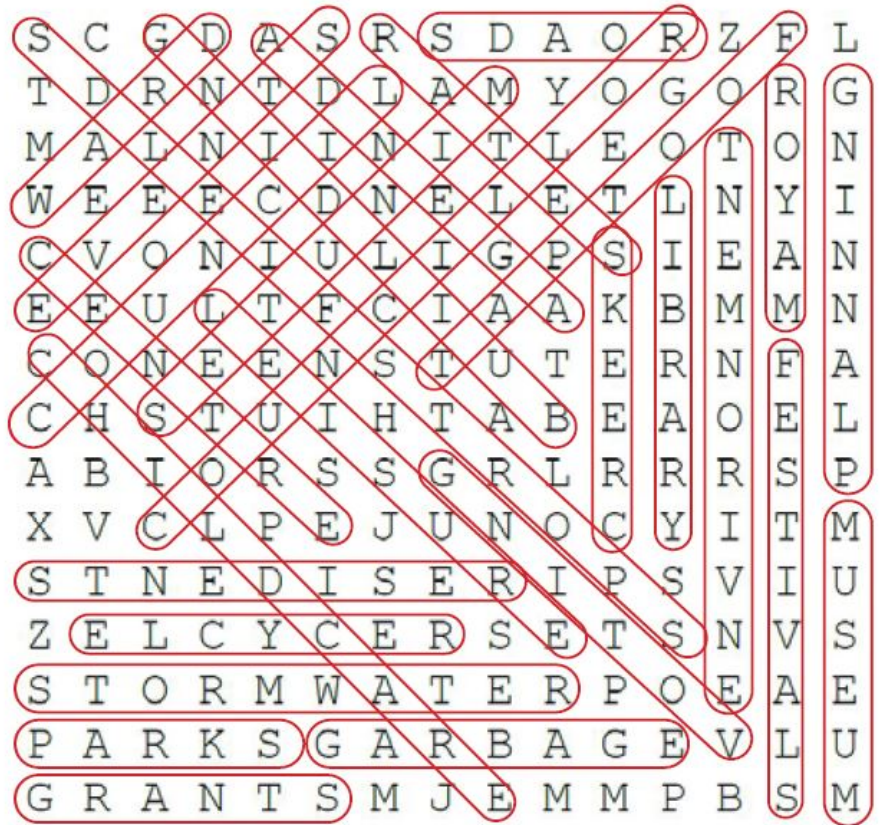 S C G D A S R S D A O R Z F L
T D R N T D L A M Y O G O R G
M A L N I I N I T L E O T O N
W E E E C D N E L E T L N Y I
C V O N I U L I G P S I E A N
E E U L T F C I A A K B M M N
C O N E E N S T U T E R N F A
C H S T U I H T A B E A O E L
A B I O R S S G R L R R R S P
X V C L P E J U N O C Y I T M
S T N E D I S E R I P S V I U
Z E L C Y C E R S E T S N V S
S T O R M W A T E R P O E A E
P A R K S G A R B A G E V L U
G R A N T S M J E M M P B S M